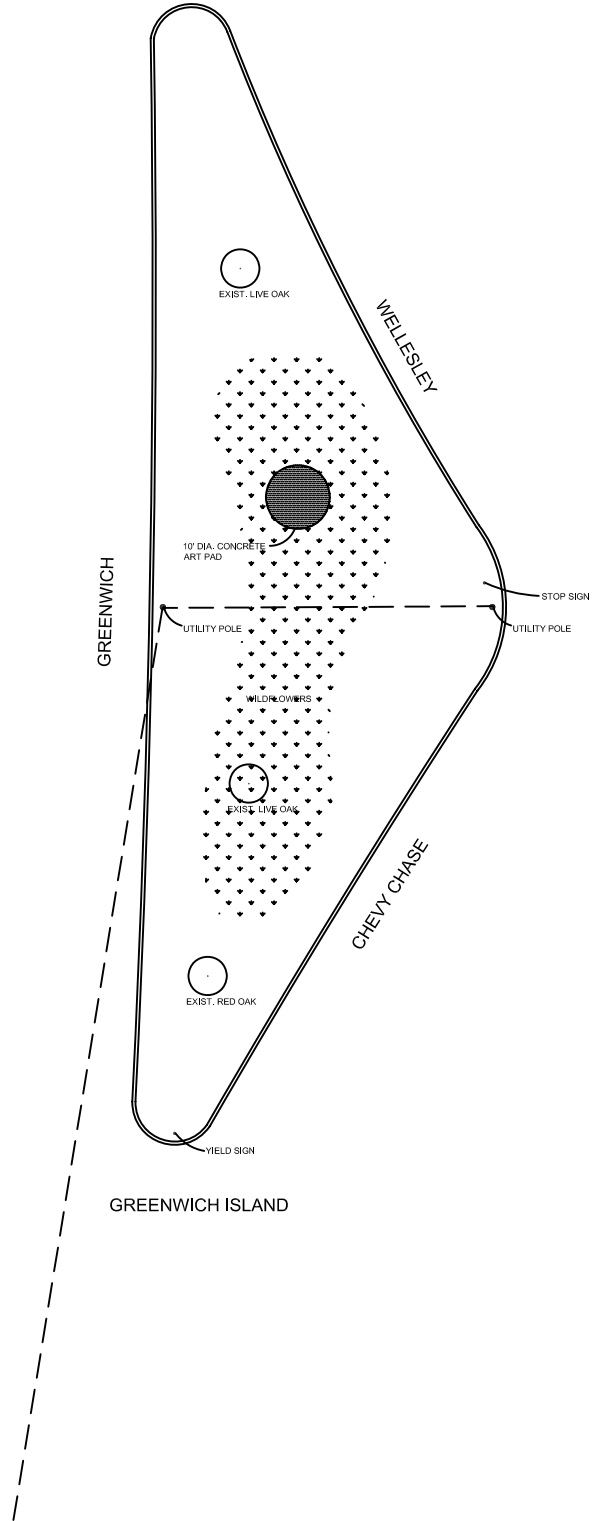 EXIST. LIVE OAK
WELLESLEY
10' DIA. CONCRETE
ART PAD
GREENWICH
STOP SIGN
UTILITY POLE
UTILITY POLE
WILDFLOWERS
EXIST. LIVE OAK
CHEVY CHASE
EXIST. RED OAK
YIELD SIGN
GREENWICH ISLAND